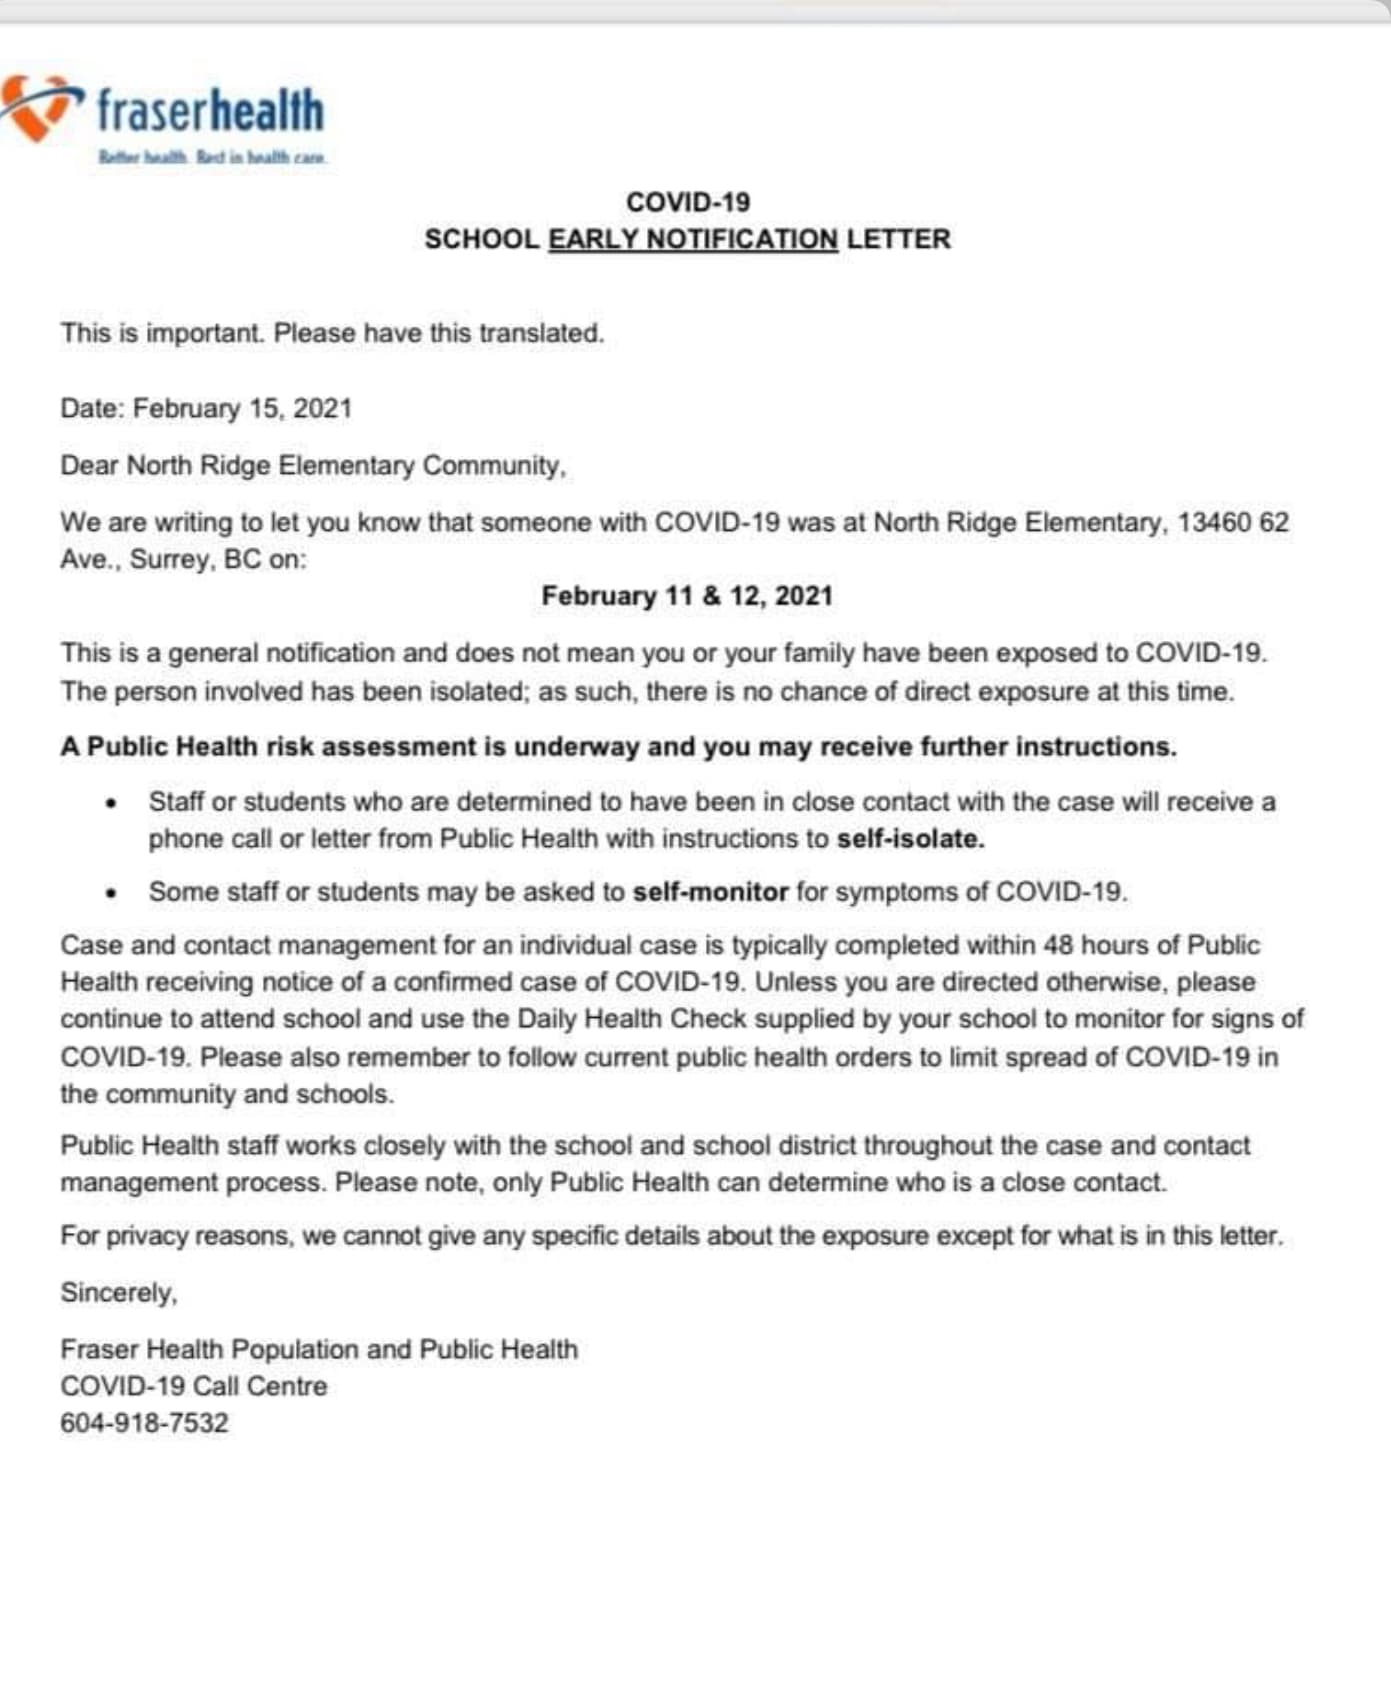 fraserhealth
Better health. Best in health care.
COVID-19
SCHOOL EARLY NOTIFICATION LETTER
This is important. Please have this translated.
Date: February 15, 2021
Dear North Ridge Elementary Community,
We are writing to let you know that someone with COVID-19 was at North Ridge Elementary, 13460 62
Ave., Surrey, BC on:
February 11 & 12, 2021
This is a general notification and does not mean you or your family have been exposed to COVID-19.
The person involved has been isolated; as such, there is no chance of direct exposure at this time.
A Public Health risk assessment is underway and you may receive further instructions.
• Staff or students who are determined to have been in close contact with the case will receive a
phone call or letter from Public Health with instructions to self-isolate.
• Some staff or students may be asked to self-monitor for symptoms of COVID-19.
Case and contact management for an individual case is typically completed within 48 hours of Public
Health receiving notice of a confirmed case of COVID-19. Unless you are directed otherwise, please
continue to attend school and use the Daily Health Check supplied by your school to monitor for signs of
COVID-19. Please also remember to follow current public health orders to limit spread of COVID-19 in
the community and schools.
Public Health staff works closely with the school and school district throughout the case and contact
management process. Please note, only Public Health can determine who is a close contact.
For privacy reasons, we cannot give any specific details about the exposure except for what is in this letter.
Sincerely,
Fraser Health Population and Public Health
COVID-19 Call Centre
604-918-7532